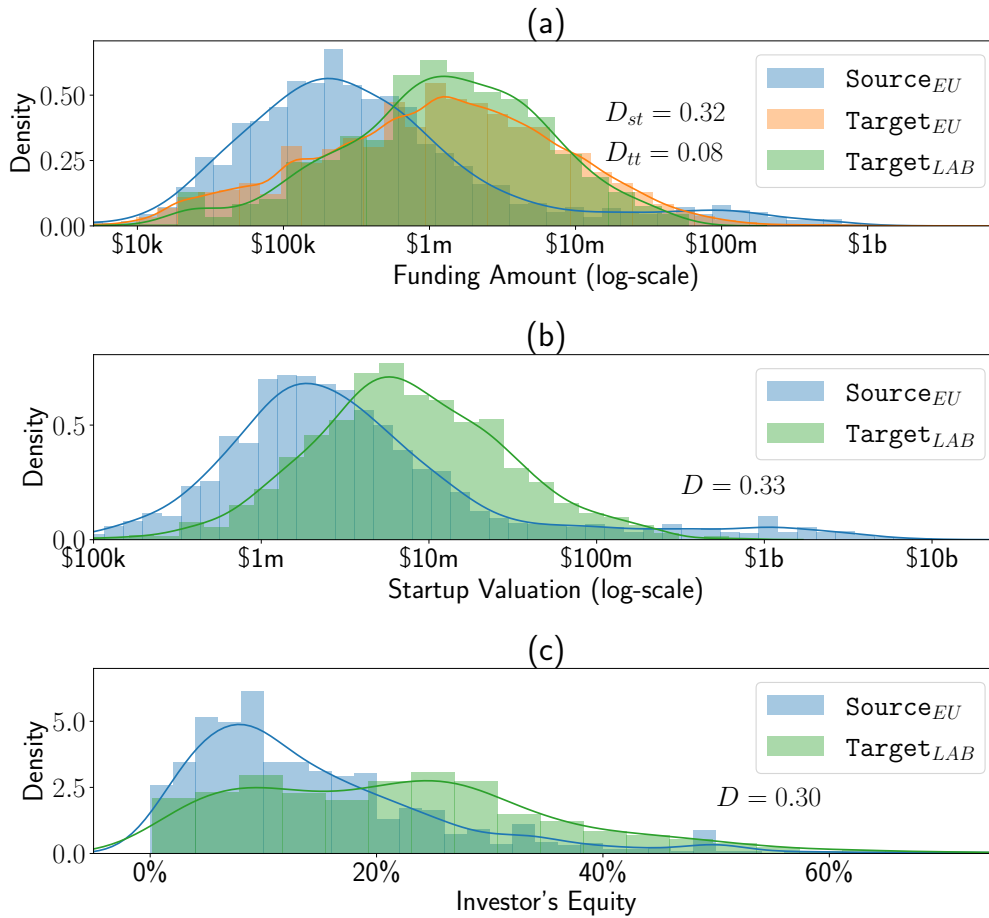 (a)
Density
0.50
0.25
0.00
Source_EU
Target_EU
Target_LAB
D_st = 0.32
D_tt = 0.08
$10k $100k $1m $10m $100m $1b
Funding Amount (log-scale)
(b)
Density
0.5
0.0
Source_EU
Target_LAB
D = 0.33
$100k $1m $10m $100m $1b $10b
Startup Valuation (log-scale)
(c)
Density
5.0
2.5
0.0
Source_EU
Target_LAB
D = 0.30
0% 20% 40% 60%
Investor's Equity